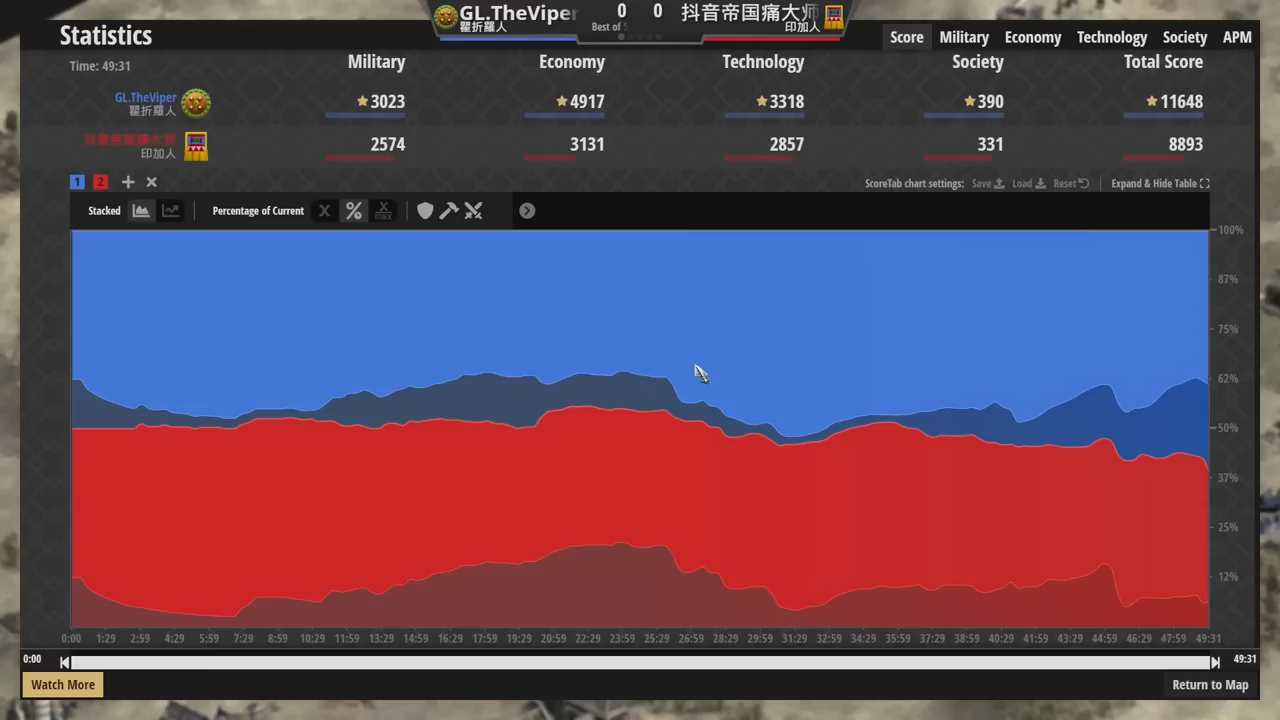 GL.TheViper 0 0 抖音帝国痛大师
瞿折羅人 Best of 印加人
Statistics
Score Military Economy Technology Society APM
Time: 49:31 Military Economy Technology Society Total Score
GL.TheViper 3023 4917 3318 390 11648
瞿折羅人
2574 3131 2857 331 8893
印加人
1 2
ScoreTab chart settings: Save Load Reset Expand & Hide Table
Stacked Percentage of Current X % X max
100%
87%
75%
62%
50%
37%
25%
12%
0:00 1:29 2:59 4:29 5:59 7:29 8:59 10:29 11:59 13:29 14:59 16:29 17:59 19:29 20:59 22:29 23:59 25:29 26:59 28:29 29:59 31:29 32:59 34:29 35:59 37:29 38:59 40:29 41:59 43:29 44:59 46:29 47:59 49:31
0:00 49:31
Watch More Return to Map